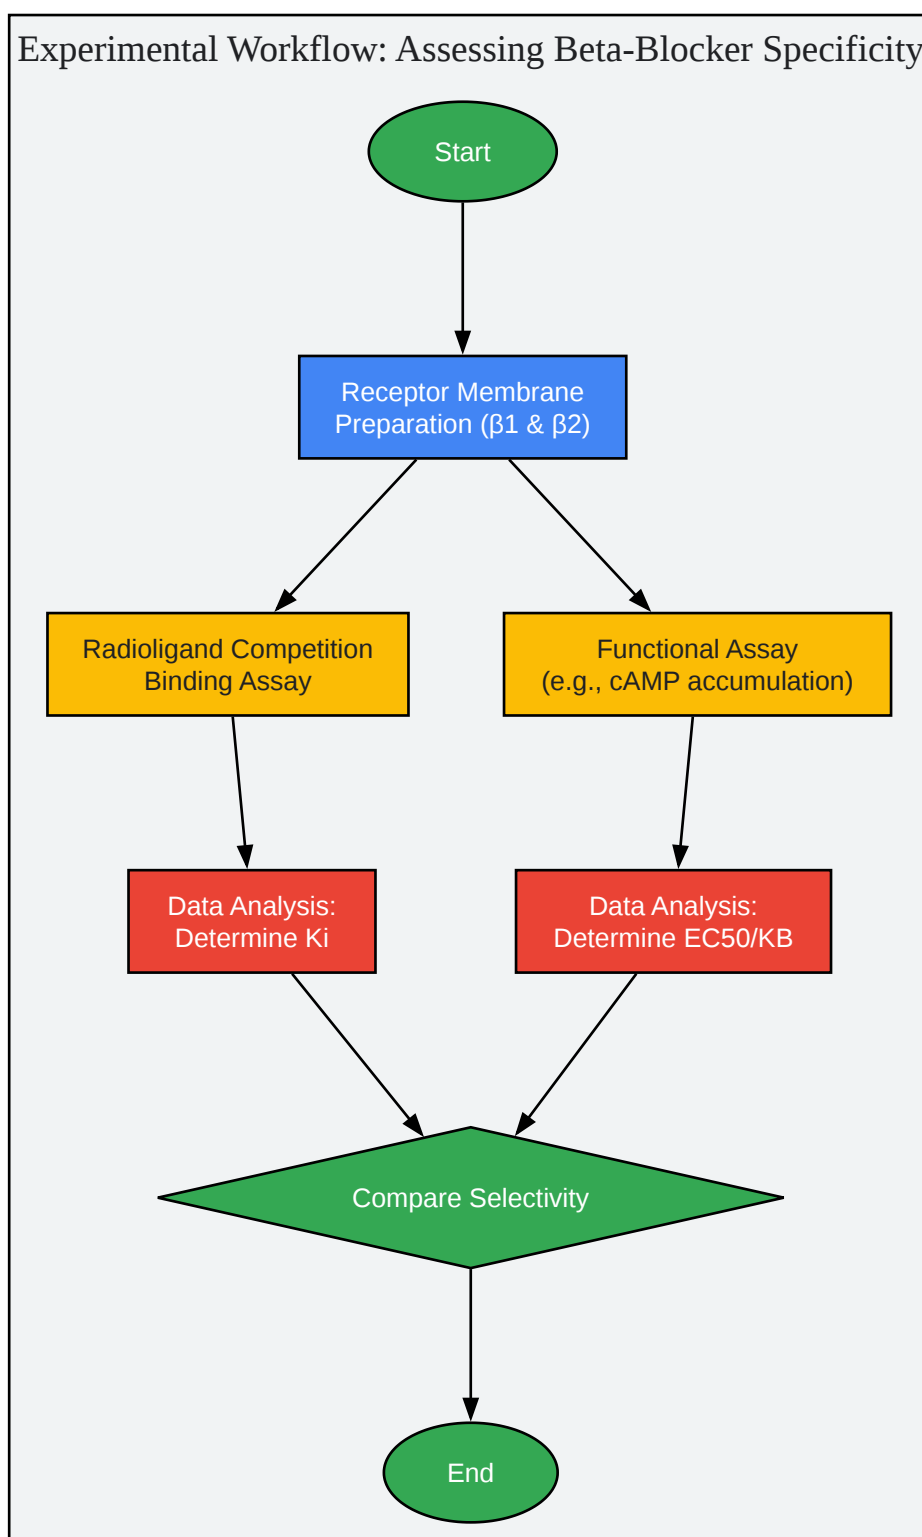 Experimental Workflow: Assessing Beta-Blocker Specificity
Start
Receptor Membrane
Preparation (β1 & β2)
Radioligand Competition
Binding Assay
Functional Assay
(e.g., cAMP accumulation)
Data Analysis:
Determine Ki
Data Analysis:
Determine EC50/KB
Compare Selectivity
End